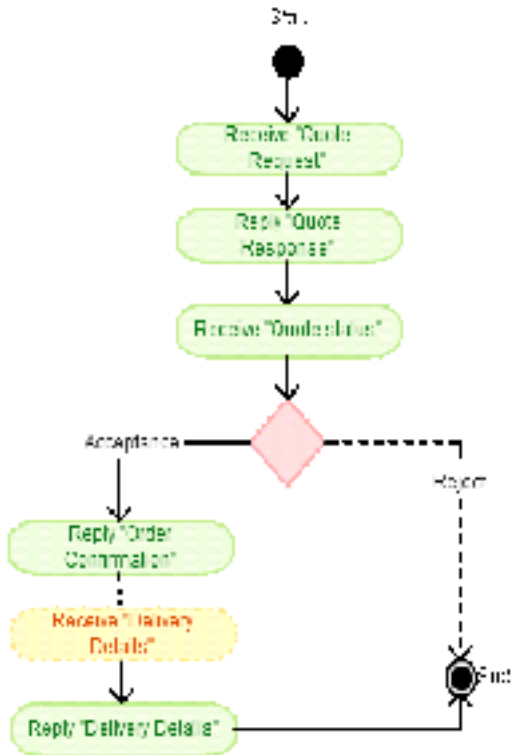 Start
Receive "Quote
Request"
Reply "Quote
Response"
Receive "Quote status"
Acceptance
Reject
Reply "Order
Confirmation"
Receive "Delivery
Details"
End
Reply "Delivery Details"